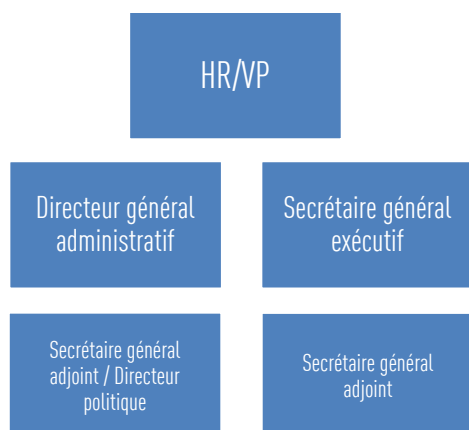 HR/VP
Directeur général
administratif
Secrétaire général
exécutif
Secrétaire général
adjoint / Directeur
politique
Secrétaire général
adjoint